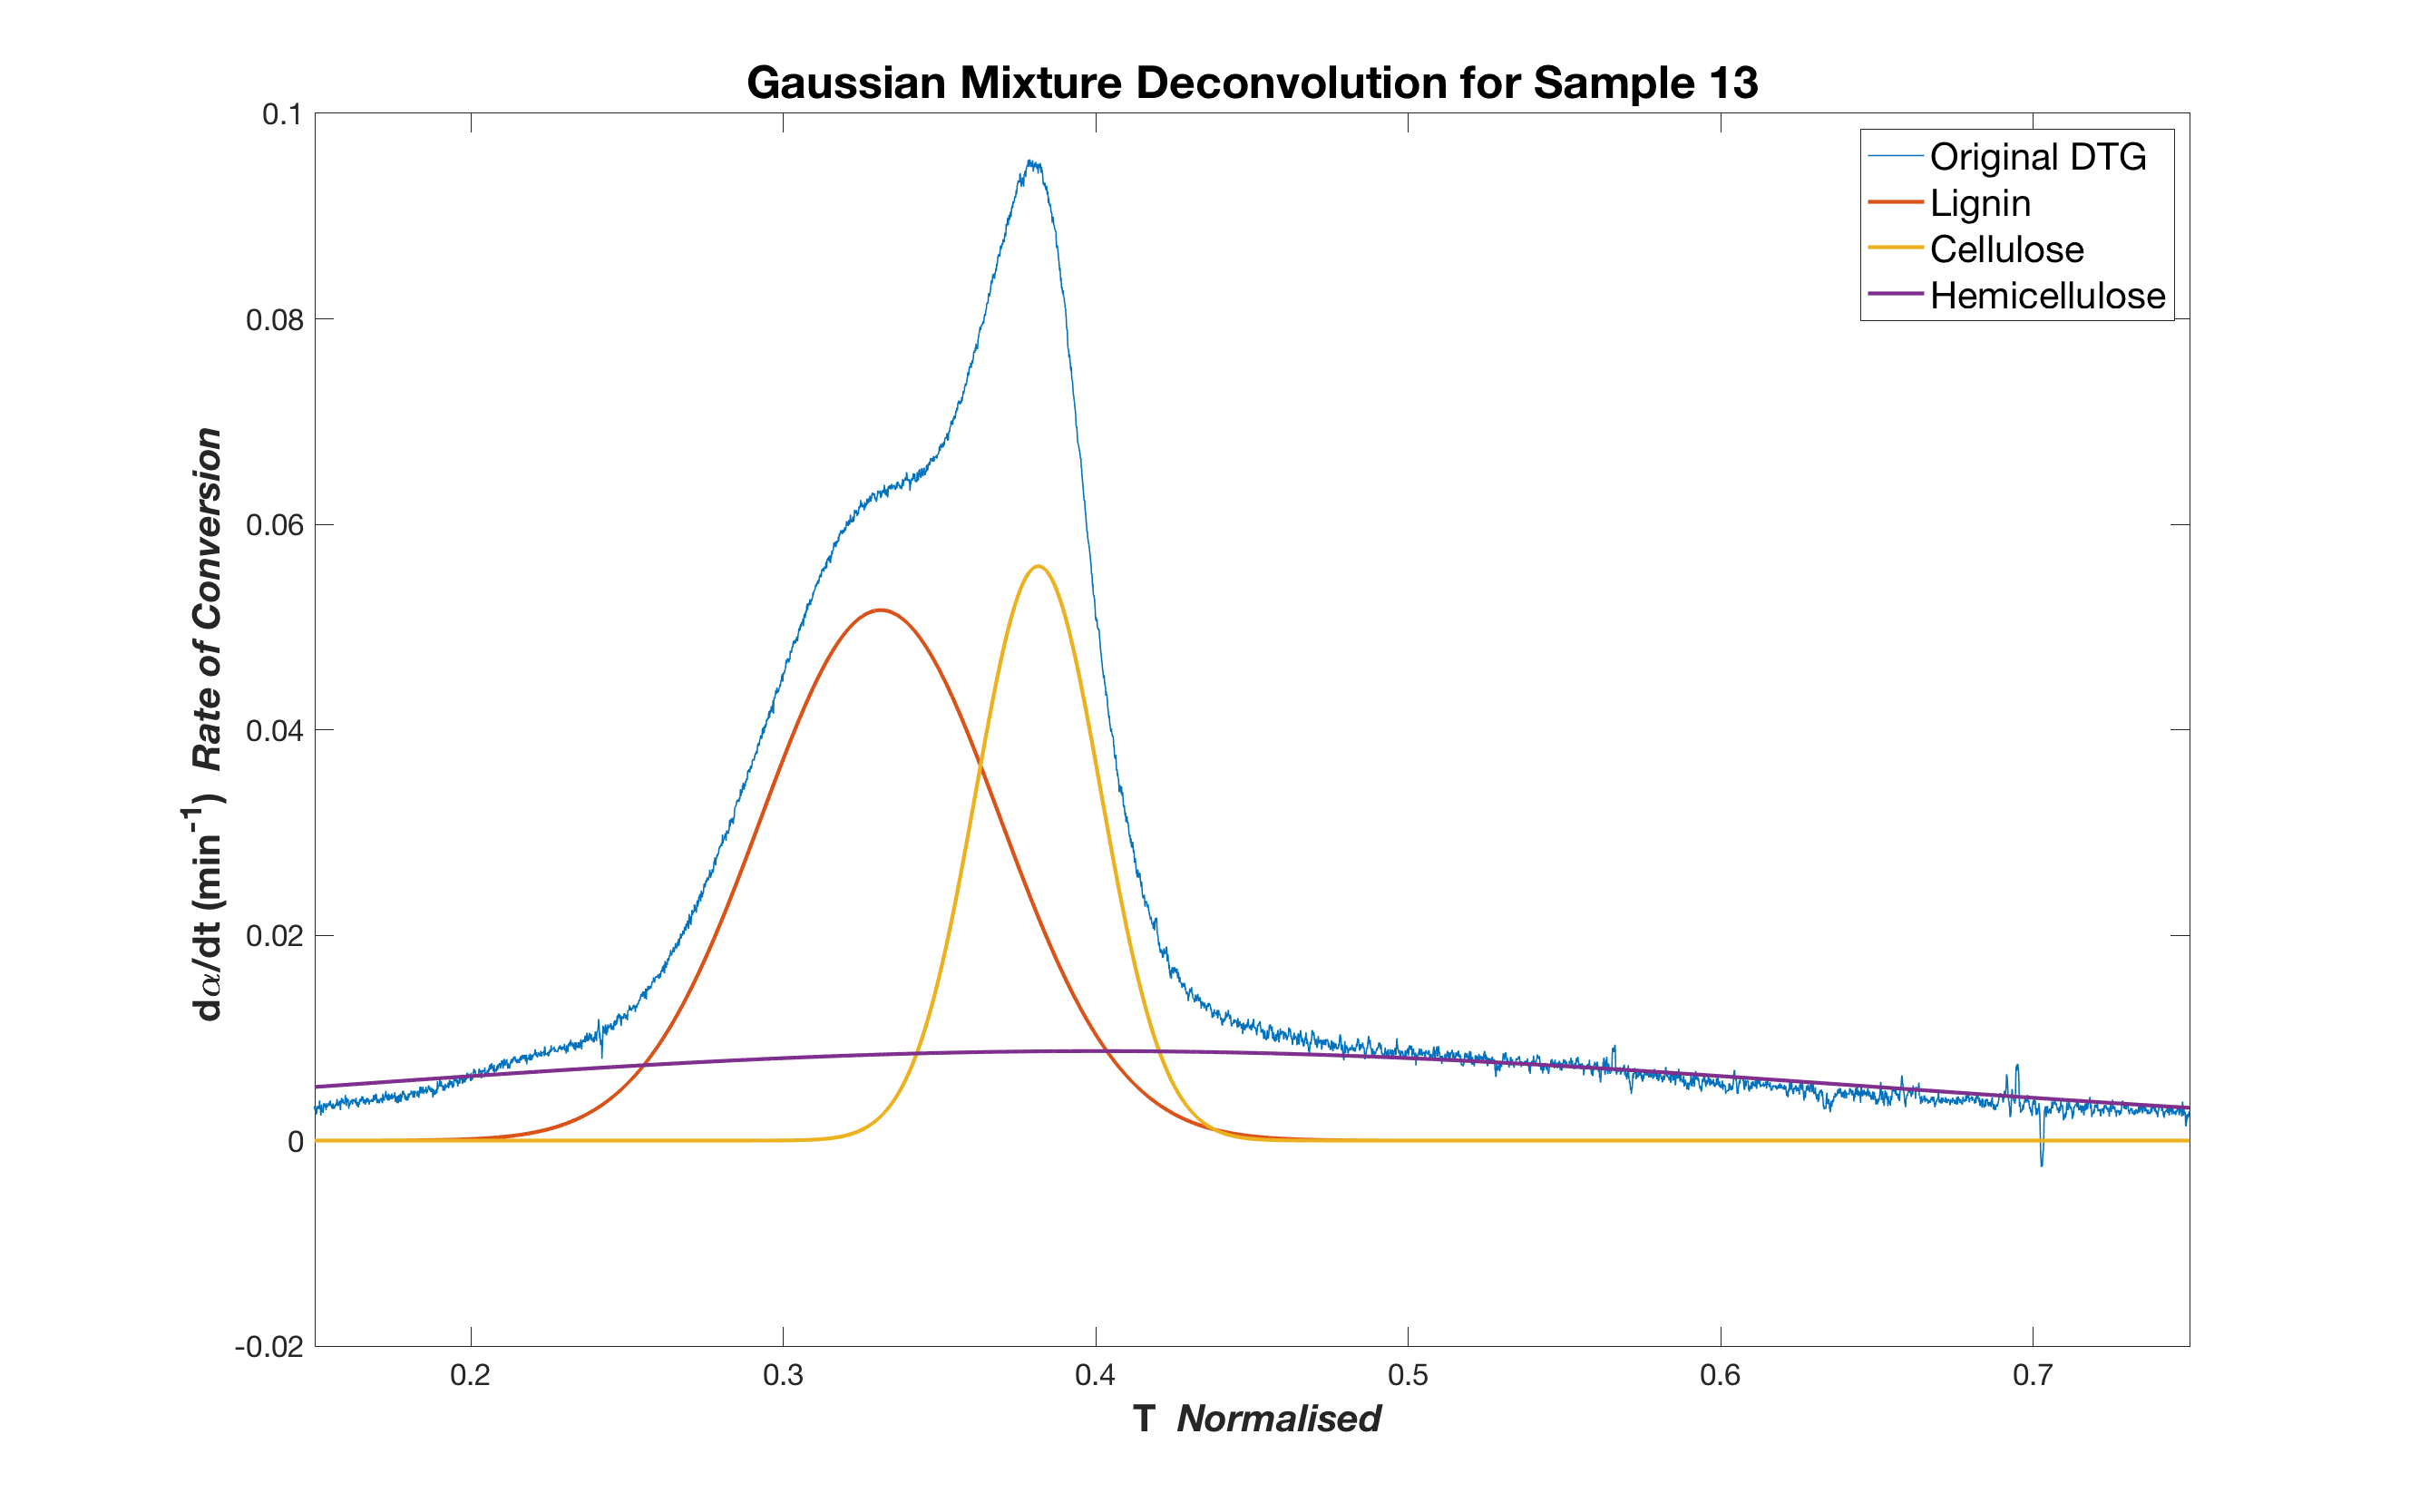 Gaussian Mixture Deconvolution for Sample 13
0.1
0.08
0.06
0.04
0.02
0
-0.02
dα/dt (min⁻¹) Rate of Conversion
Original DTG
Lignin
Cellulose
Hemicellulose
0.2 0.3 0.4 0.5 0.6 0.7
T Normalised